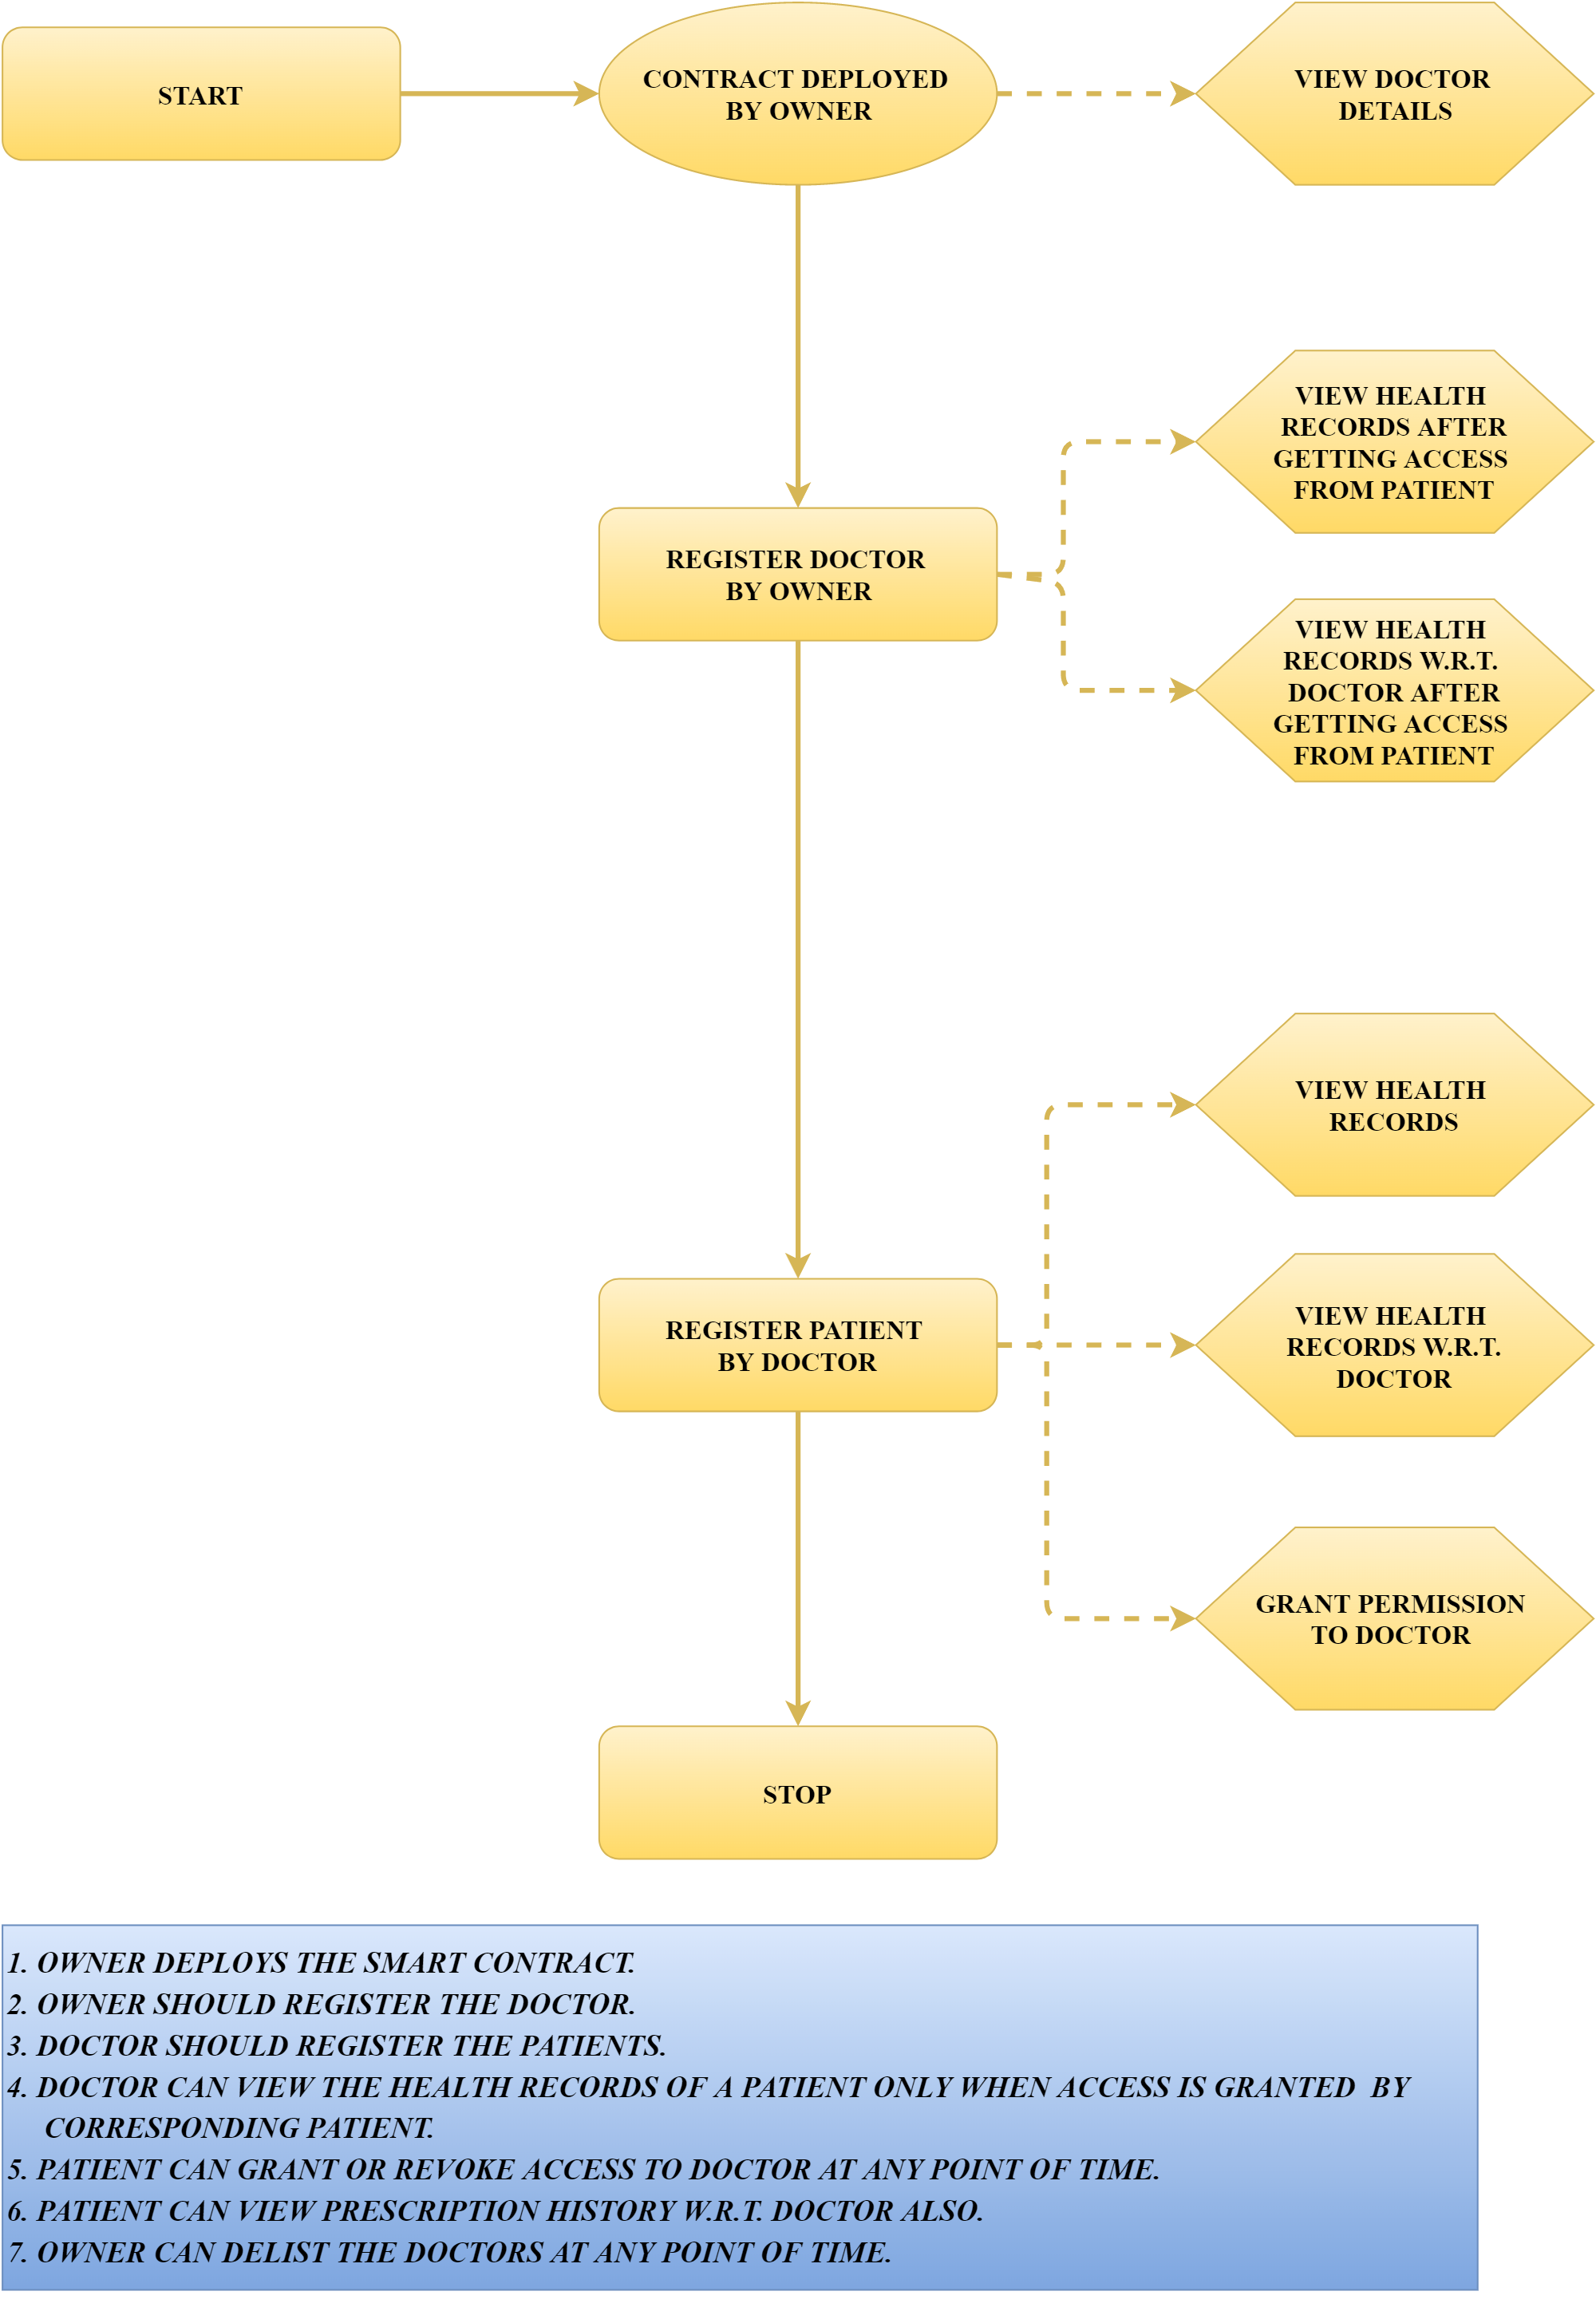 START
CONTRACT DEPLOYED
BY OWNER
VIEW DOCTOR
DETAILS
VIEW HEALTH
RECORDS AFTER
GETTING ACCESS
FROM PATIENT
REGISTER DOCTOR
BY OWNER
VIEW HEALTH
RECORDS W.R.T.
DOCTOR AFTER
GETTING ACCESS
FROM PATIENT
VIEW HEALTH
RECORDS
REGISTER PATIENT
BY DOCTOR
VIEW HEALTH
RECORDS W.R.T.
DOCTOR
GRANT PERMISSION
TO DOCTOR
STOP
1. OWNER DEPLOYS THE SMART CONTRACT.
2. OWNER SHOULD REGISTER THE DOCTOR.
3. DOCTOR SHOULD REGISTER THE PATIENTS.
4. DOCTOR CAN VIEW THE HEALTH RECORDS OF A PATIENT ONLY WHEN ACCESS IS GRANTED BY
CORRESPONDING PATIENT.
5. PATIENT CAN GRANT OR REVOKE ACCESS TO DOCTOR AT ANY POINT OF TIME.
6. PATIENT CAN VIEW PRESCRIPTION HISTORY W.R.T. DOCTOR ALSO.
7. OWNER CAN DELIST THE DOCTORS AT ANY POINT OF TIME.